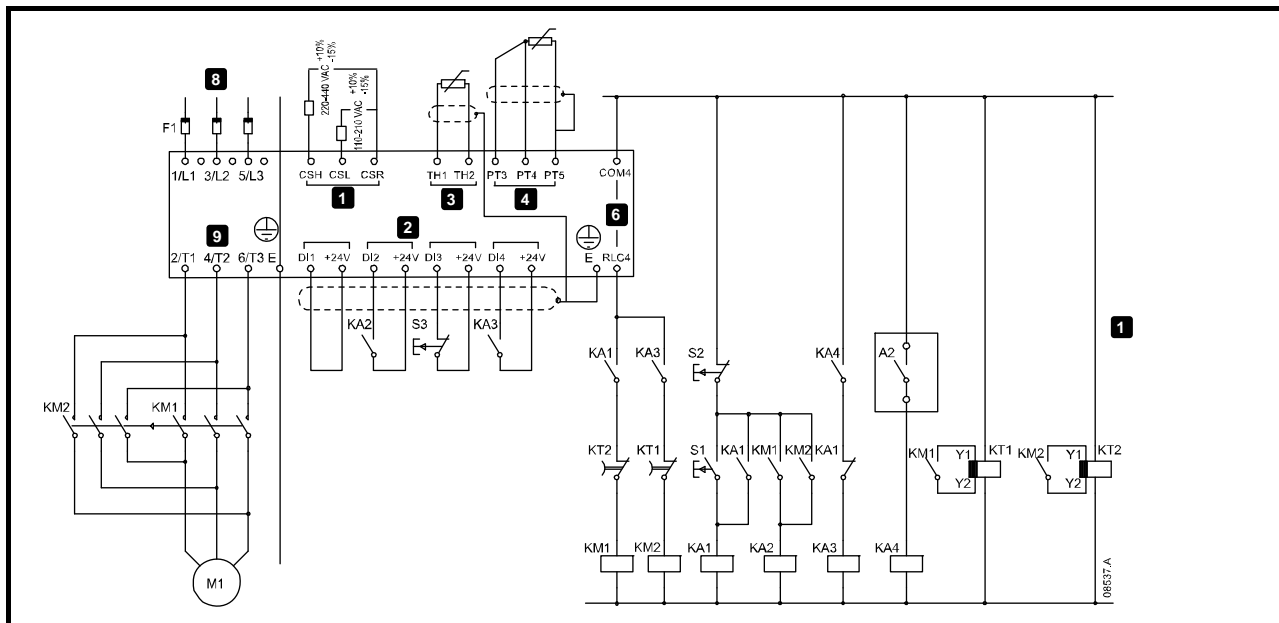 8
220-440 VAC +10% -15%
110-210 VAC +10% -15%
F1
1/L1 3/L2 5/L3
CSH CSL CSR
TH1 TH2
PT3 PT4 PT5
COM4
1
3
4
6
9
2
2/T1 4/T2 6/T3 E
DI1 +24V DI2 +24V DI3 +24V DI4 +24V
E RLC4
KA2 S3 KA3
KA1 KA3 S2 KA4 A2
1
KM2 KM1
KT2 KT1 S1 KA1 KM1 KM2 KA1
KM1 Y1 Y2 KT1
KM2 Y1 Y2 KT2
KM1 KM2 KA1 KA2 KA3 KA4
M1
08537.A